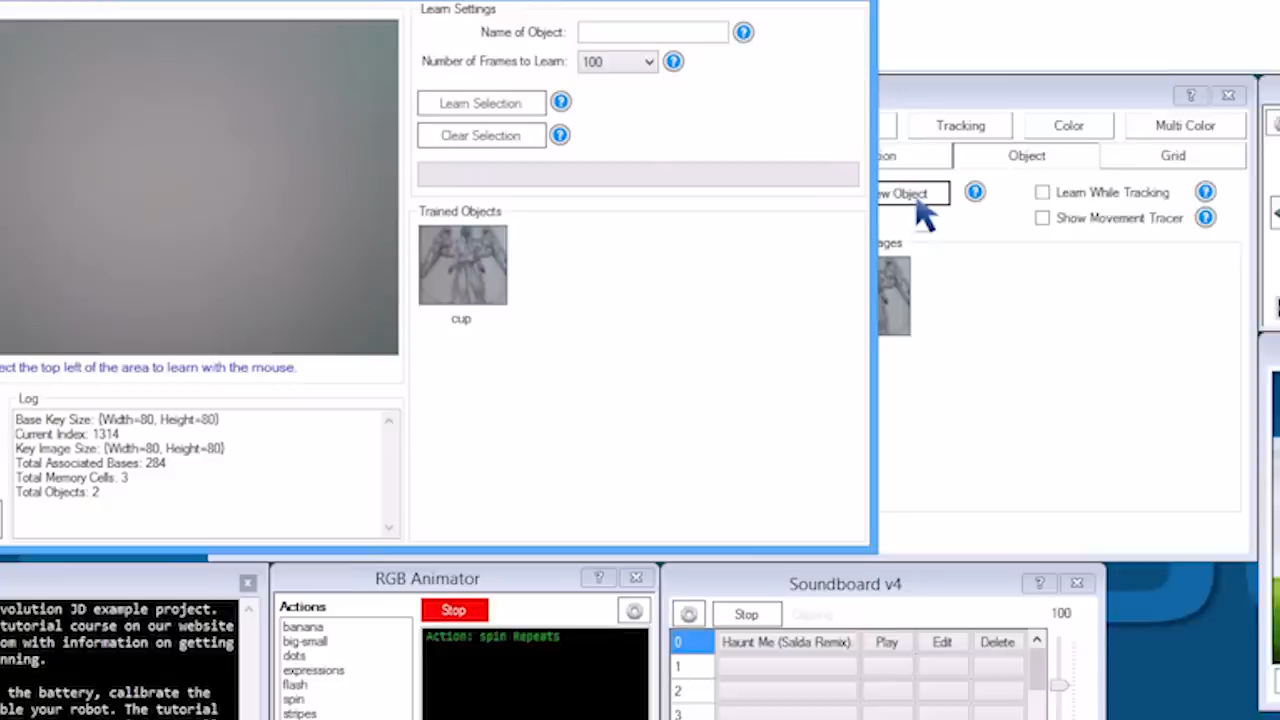 Learn Settings
Name of Object:
Number of Frames to Learn:
100
Learn Selection
Clear Selection
Trained Objects
cup
ect the top left of the area to learn with the mouse.
Log
Base Key Size: {Width=80, Height=80}
Current Index: 1314
Key Image Size: {Width=80, Height=80}
Total Associated Bases: 284
Total Memory Cells: 3
Total Objects: 2
Tracking
Color
Multi Color
ion
Object
Grid
ew Object
Learn While Tracking
Show Movement Tracer
ages
volution 3D example project.
tutorial course on our website
om with information on getting
nning.
the battery, calibrate the
ble your robot. The tutorial
RGB Animator
Actions
Stop
banana
big-small
dots
expressions
flash
spin
stripes
Action: spin Repeats
Soundboard v4
Stop
100
0
Haunt Me (Salda Remix)
Play
Edit
Delete
1
2
3